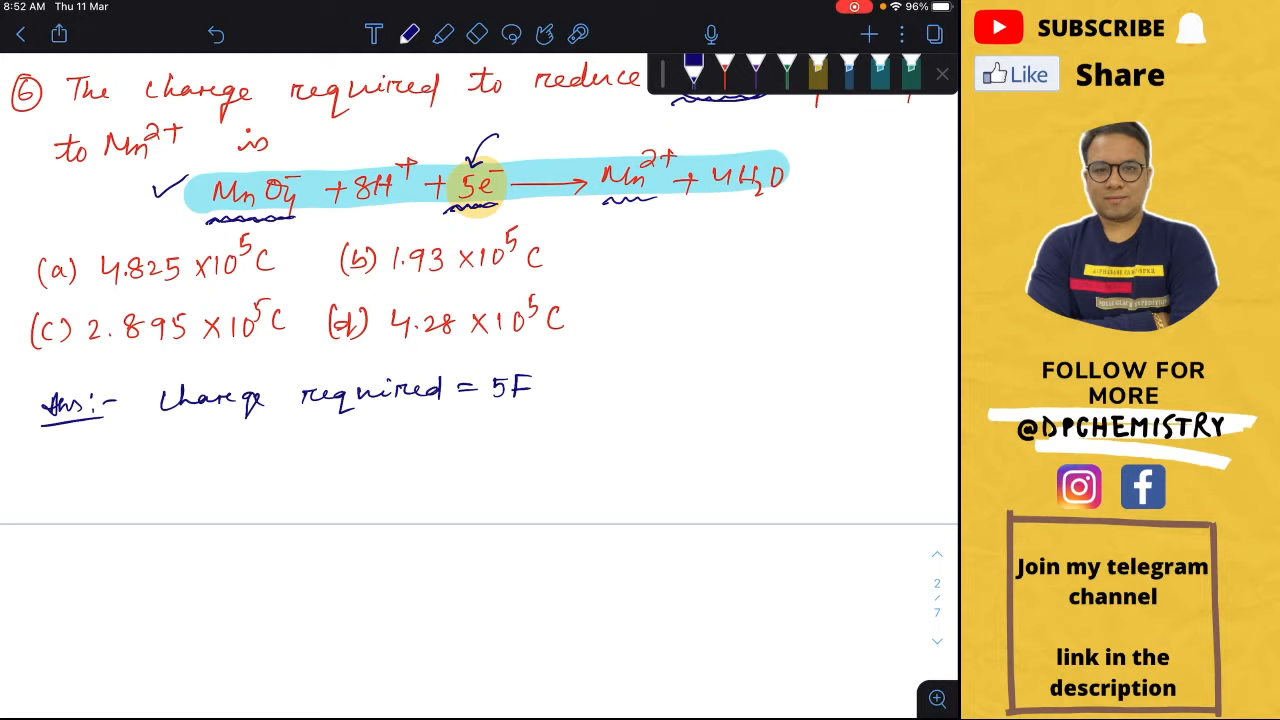 8:52 AM Thu 11 Mar
96%
⑥ The charge required to reduce
to Mn²⁺ is
MnO₄⁻ + 8H⁺ + 5e⁻ ⟶ Mn²⁺ + 4H₂O
(a) 4.825 ×10⁵ C (b) 1.93 ×10⁵ C
(c) 2.895 ×10⁵ C (d) 4.28 ×10⁵ C
Ans:- charge required = 5F
2
/
7
SUBSCRIBE
Like Share
FOLLOW FOR
MORE
@DPCHEMISTRY
Join my telegram
channel
link in the
description